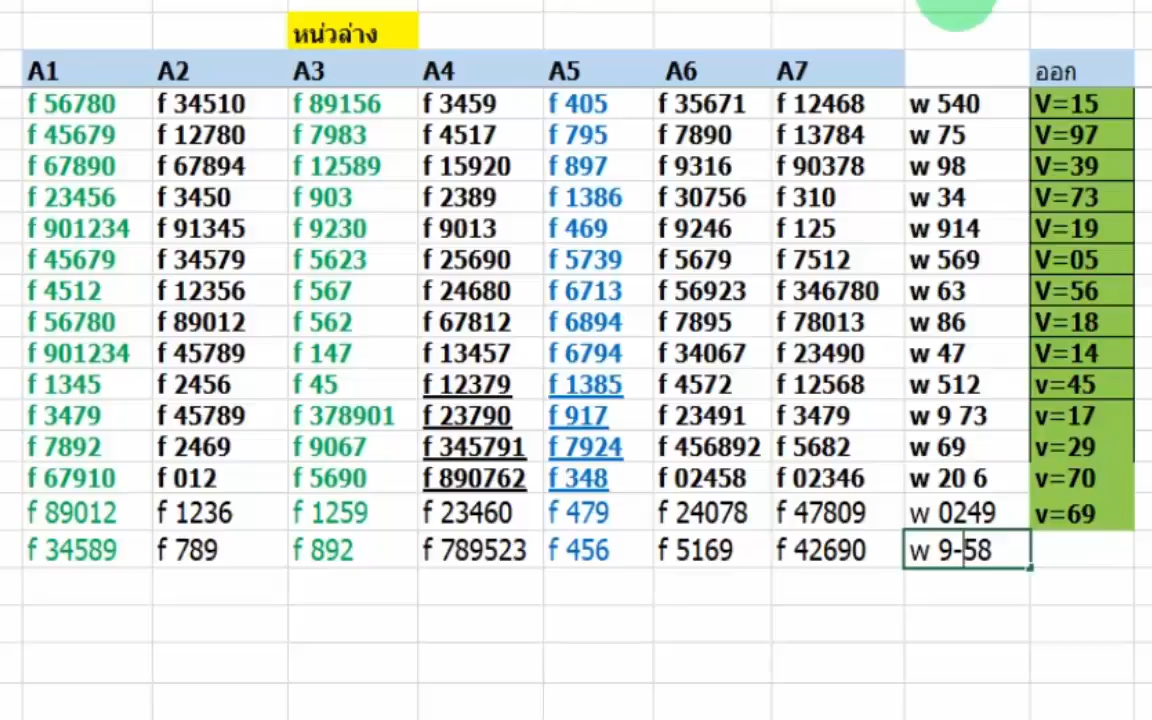 หน่วล่าง
A1 A2 A3 A4 A5 A6 A7 ออก
f 56780 f 34510 f 89156 f 3459 f 405 f 35671 f 12468 w 540 V=15
f 45679 f 12780 f 7983 f 4517 f 795 f 7890 f 13784 w 75 V=97
f 67890 f 67894 f 12589 f 15920 f 897 f 9316 f 90378 w 98 V=39
f 23456 f 3450 f 903 f 2389 f 1386 f 30756 f 310 w 34 V=73
f 901234 f 91345 f 9230 f 9013 f 469 f 9246 f 125 w 914 V=19
f 45679 f 34579 f 5623 f 25690 f 5739 f 5679 f 7512 w 569 V=05
f 4512 f 12356 f 567 f 24680 f 6713 f 56923 f 346780 w 63 V=56
f 56780 f 89012 f 562 f 67812 f 6894 f 7895 f 78013 w 86 V=18
f 901234 f 45789 f 147 f 13457 f 6794 f 34067 f 23490 w 47 V=14
f 1345 f 2456 f 45 f 12379 f 1385 f 4572 f 12568 w 512 v=45
f 3479 f 45789 f 378901 f 23790 f 917 f 23491 f 3479 w 9 73 v=17
f 7892 f 2469 f 9067 f 345791 f 7924 f 456892 f 5682 w 69 v=29
f 67910 f 012 f 5690 f 890762 f 348 f 02458 f 02346 w 20 6 v=70
f 89012 f 1236 f 1259 f 23460 f 479 f 24078 f 47809 w 0249 v=69
f 34589 f 789 f 892 f 789523 f 456 f 5169 f 42690 w 9-58